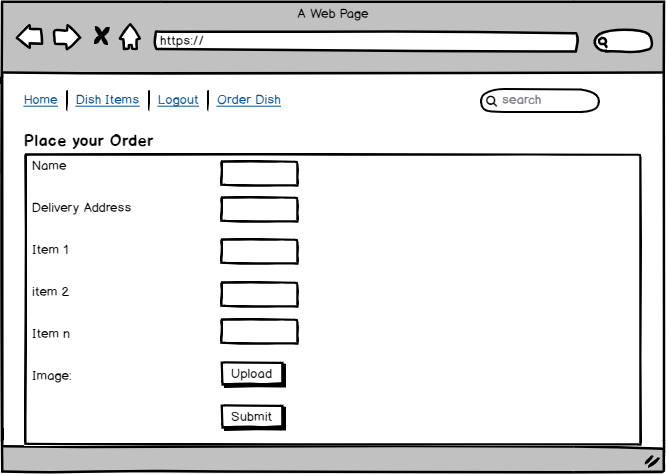 A Web Page
https://
Home Dish Items Logout Order Dish search
Place your Order
Name
Delivery Address
Item 1
item 2
Item n
Image: Upload
Submit